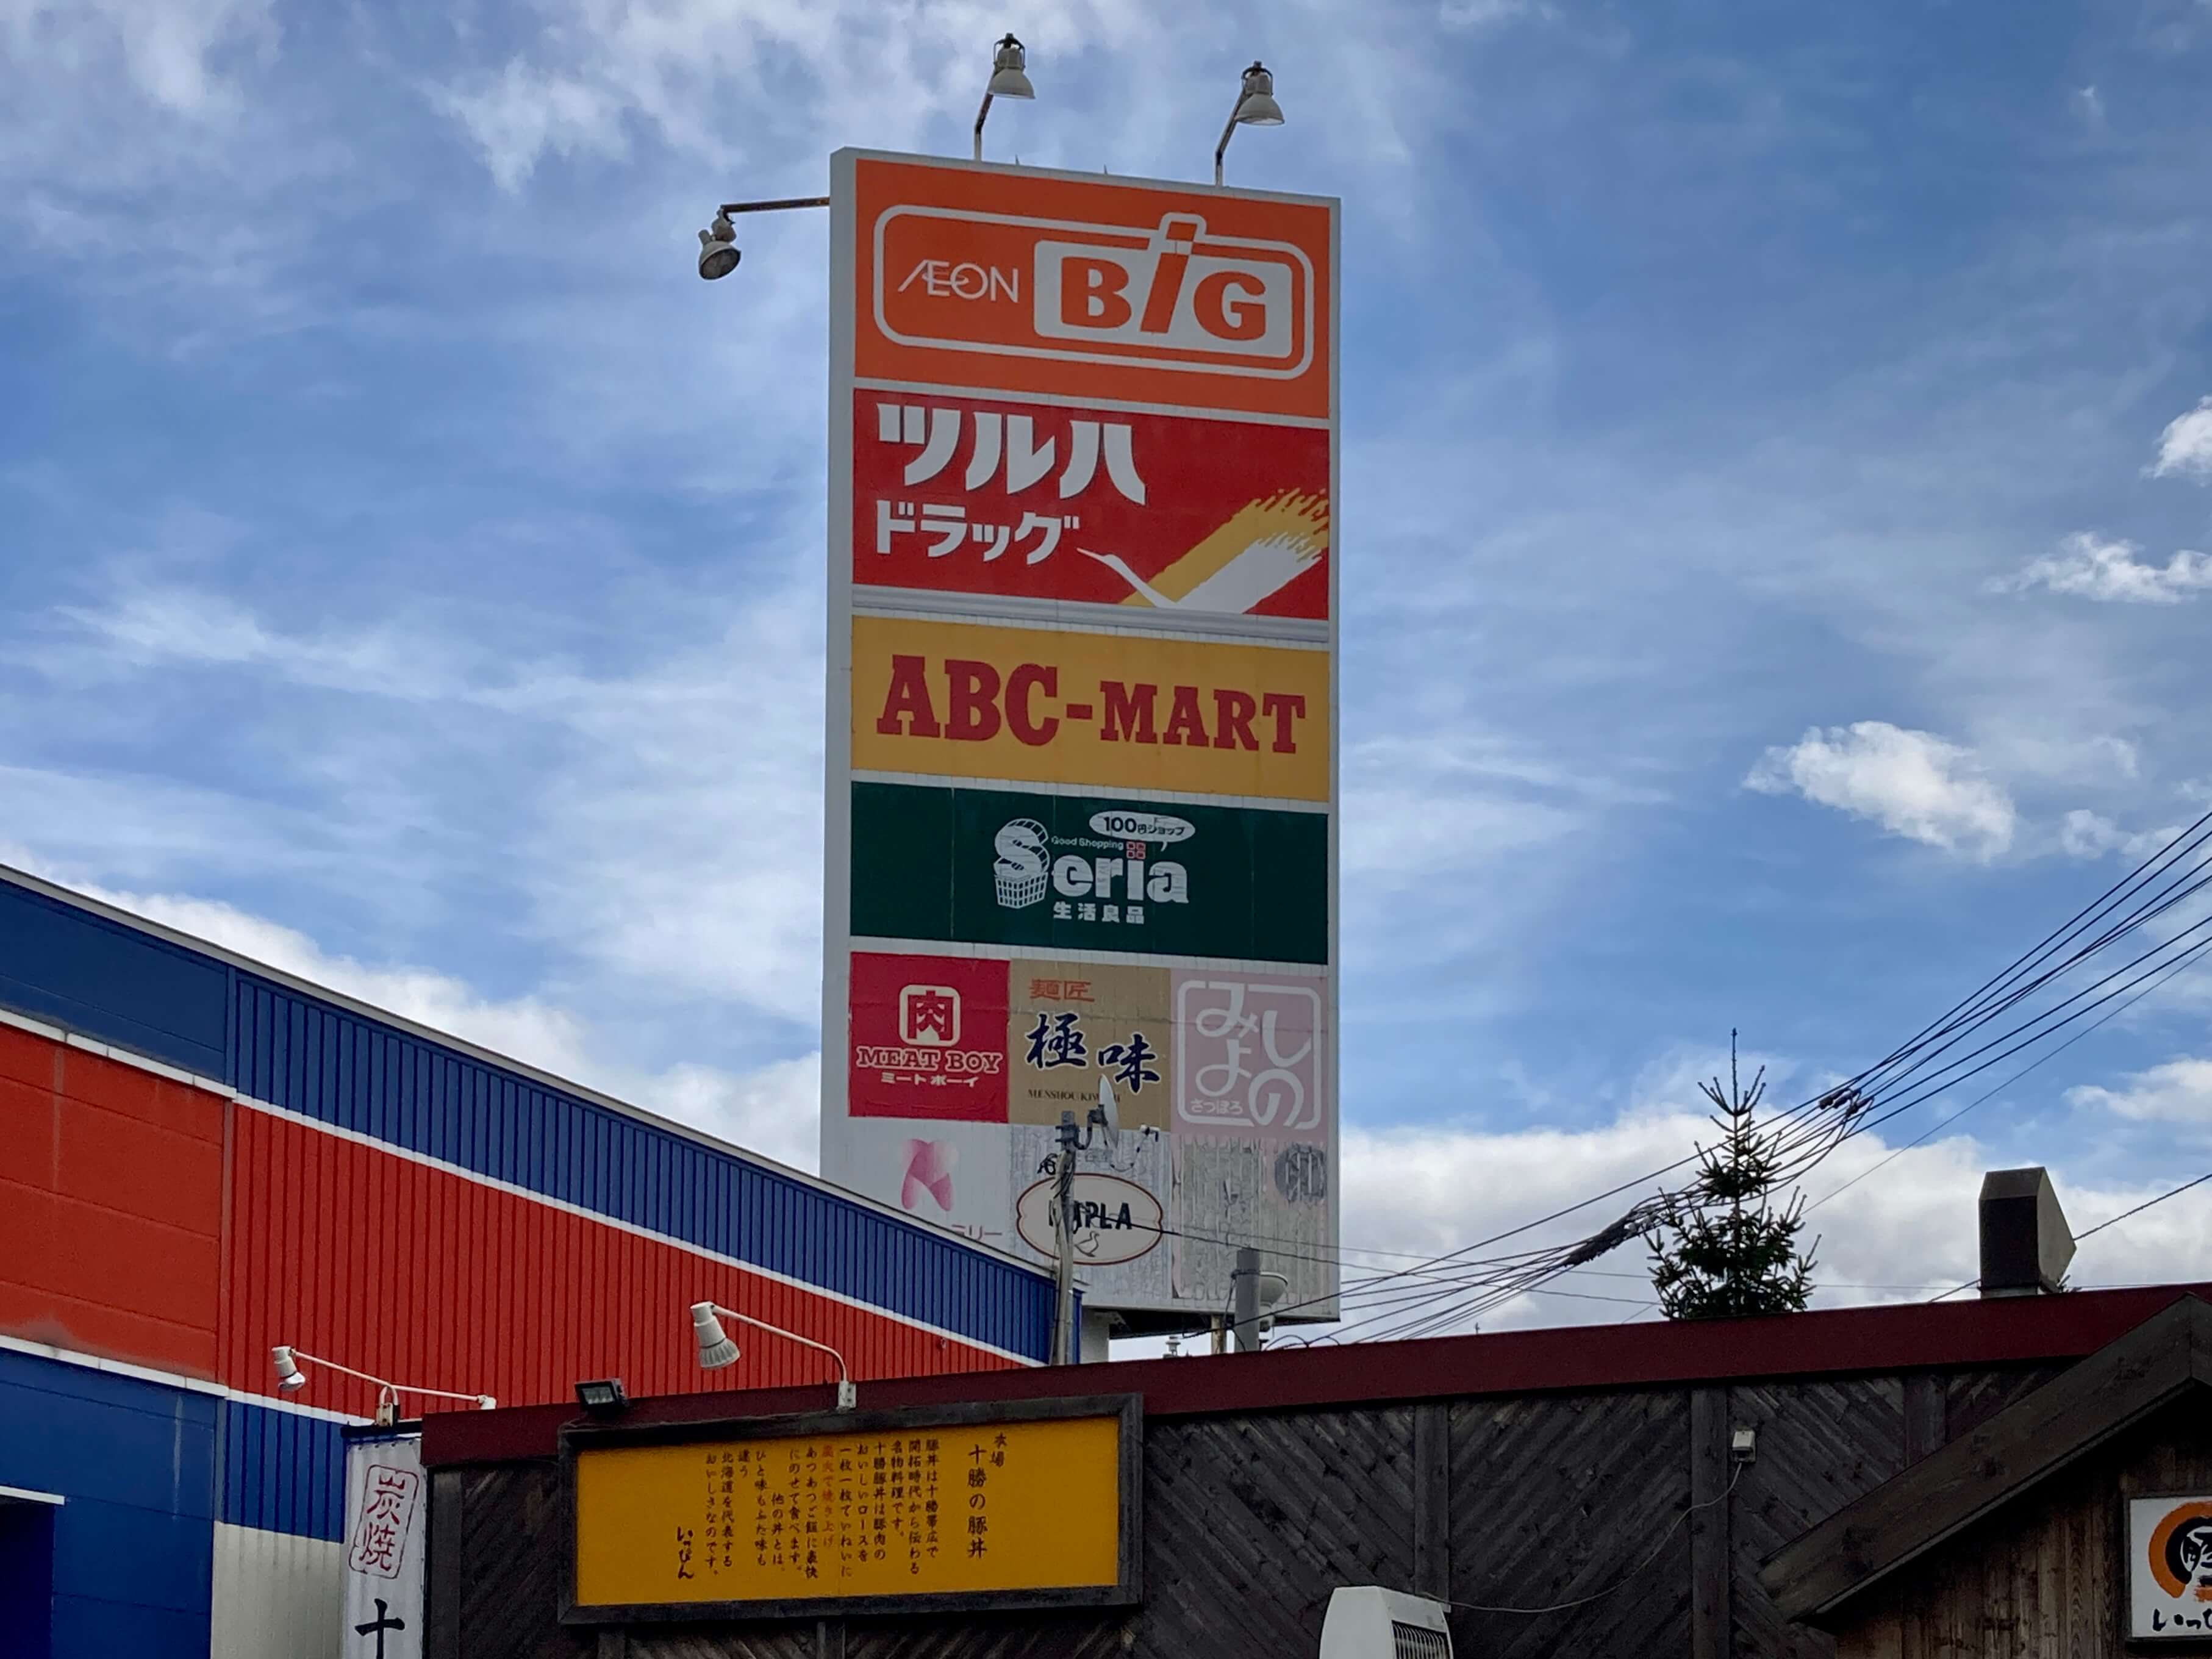 ÆON BiG
ツルハ
ドラッグ
ABC-MART
100円ショップ
Good Shopping
Seria
生活良品
肉
MEAT BOY
ミートボーイ
麺匠
極味
みよしの
さっぽろ
リー
炭焼
十
本場
十勝の豚丼
豚丼は十勝帯広で
開拓時代から伝わる
名物料理です。
十勝豚丼は豚肉の
おいしいロースを
一枚一枚ていねいに
炭火で焼き上げ
あつあつご飯に豪快
にのせて食べます。
他の丼とは、
ひと味もふた味も
違う
北海道を代表する
おいしさなのです。
いっぴん